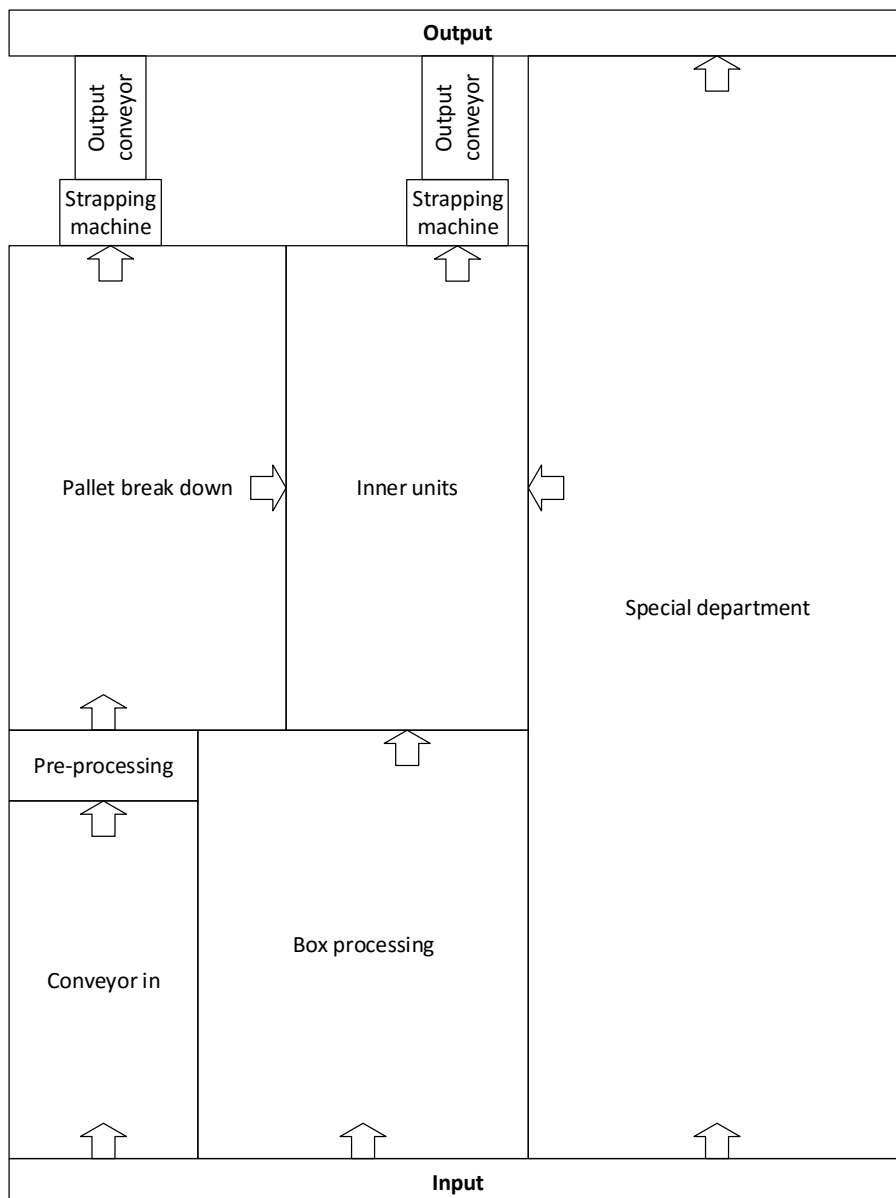 Output
Output
conveyor
Output
conveyor
Strapping
machine
Strapping
machine
Pallet break down
Inner units
Special department
Pre-processing
Box processing
Conveyor in
Input